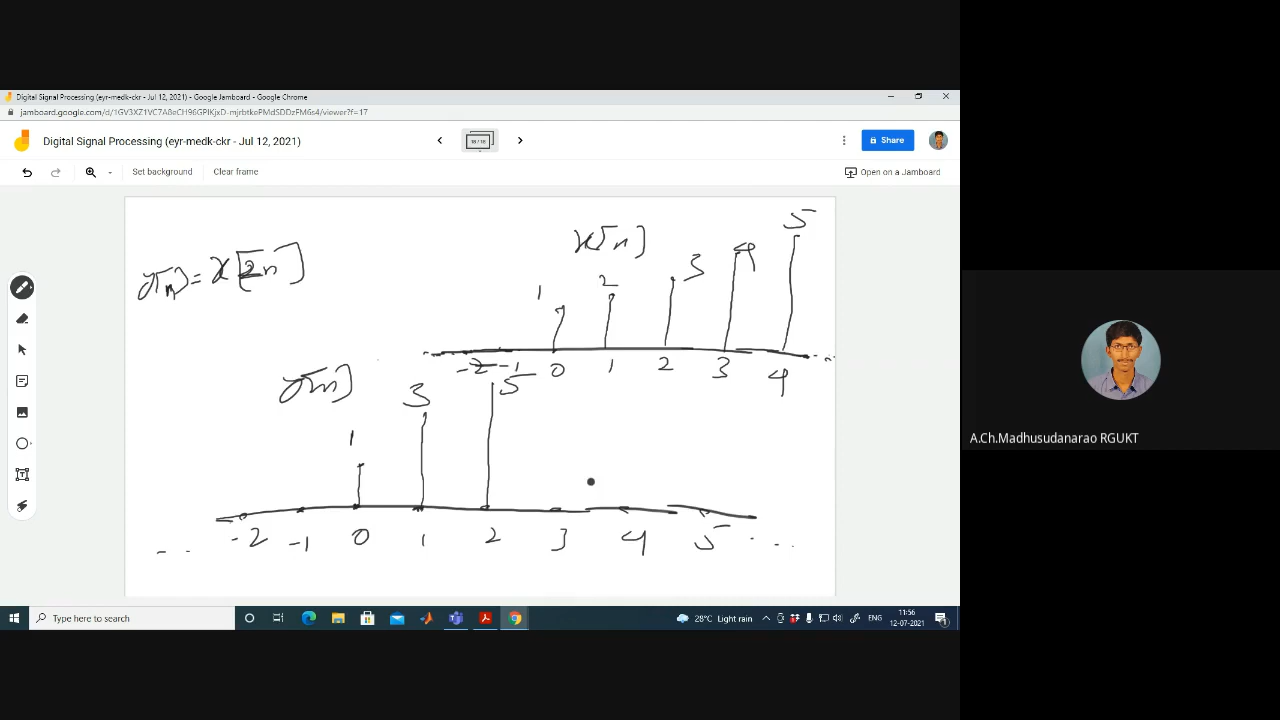 Digital Signal Processing (eyr-medk-ckr - Jul 12, 2021) - Google Jamboard - Google Chrome
Digital Signal Processing (eyr-medk-ckr - Jul 12, 2021)
18 / 18
Share
Set background
Clear frame
Open on a Jamboard
y[n] = x[2n]
x[n]
1 2 3 4 5
-2 -1 0 1 2 3 4 ...
y[n]
1 3 5
... -2 -1 0 1 2 3 4 5 ...
A.Ch.Madhusudanarao RGUKT
Type here to search
28°C Light rain
ENG
11:56
12-07-2021